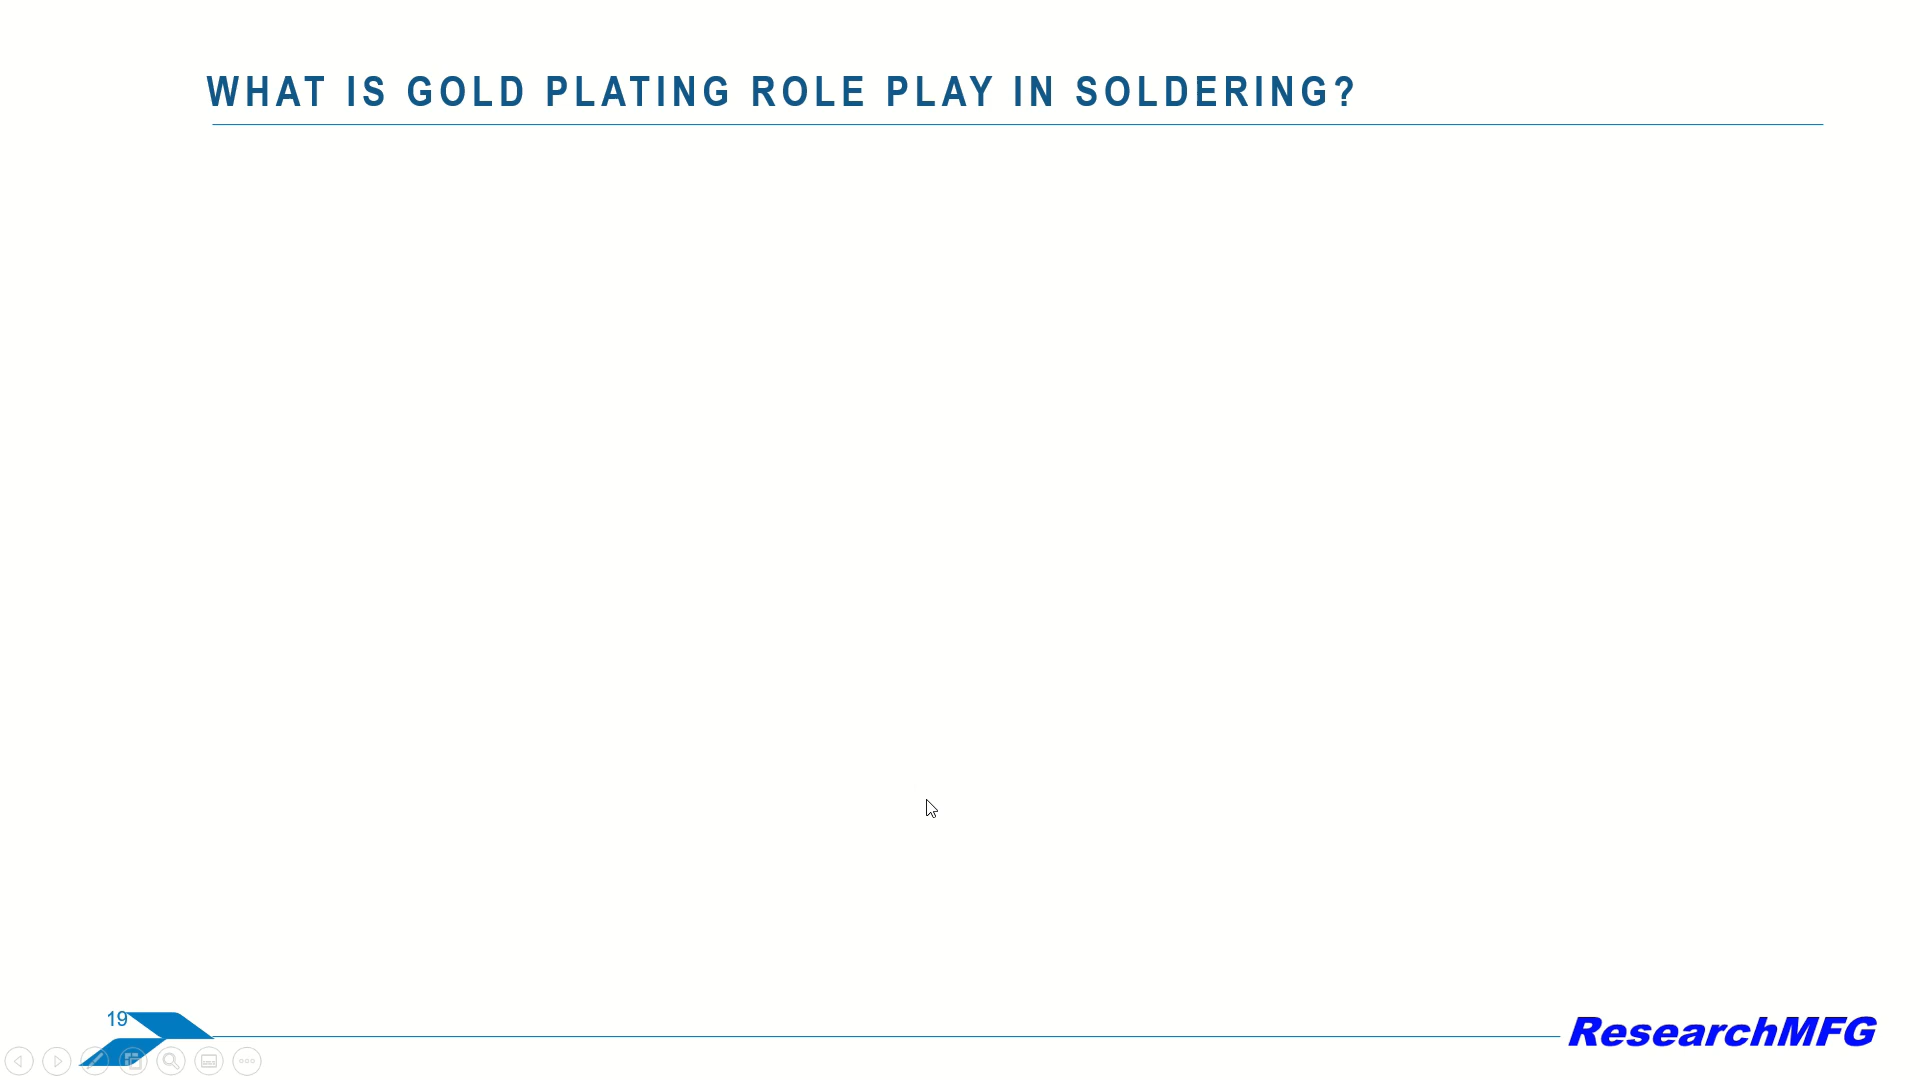 WHAT IS GOLD PLATING ROLE PLAY IN SOLDERING?
19
ResearchMFG